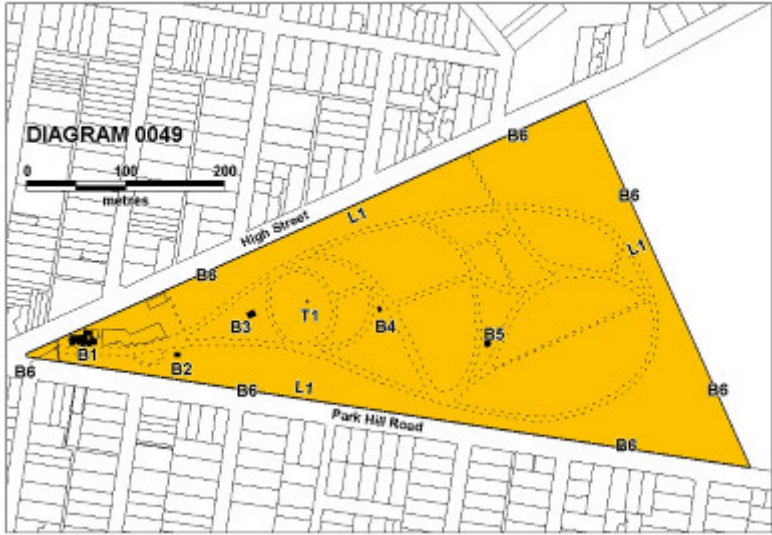 DIAGRAM 0049
0 100 200
metres
B6
B6
L1
High Street
L1
B6
B3
T1
B4
B5
B1
B2
B6
B6
L1
B6
Park Hill Road
B6